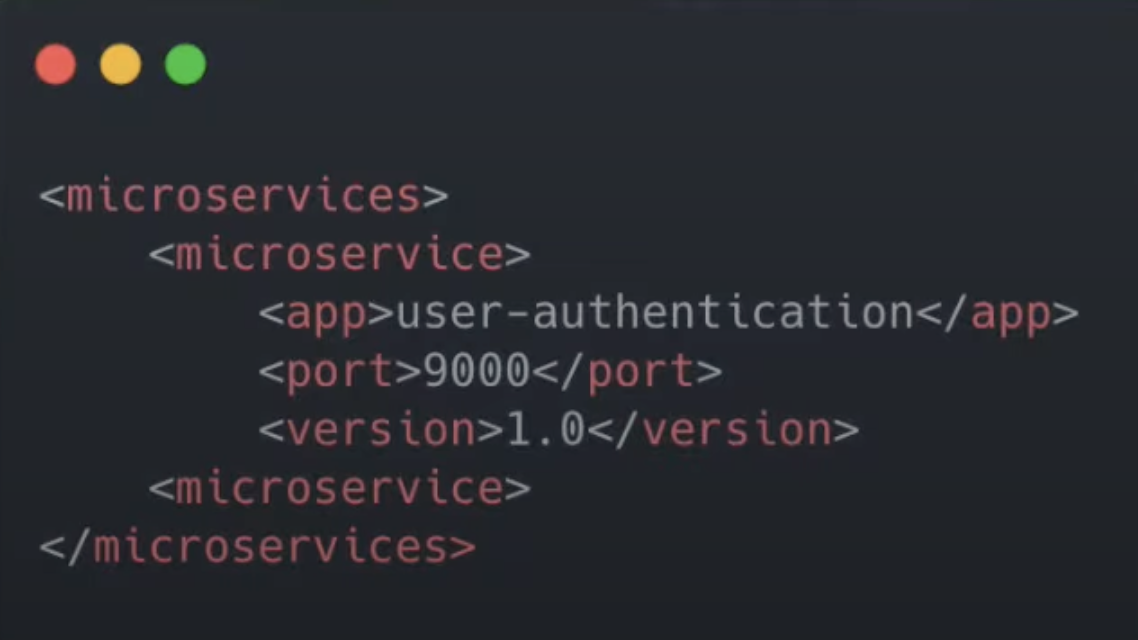 <microservices>
    <microservice>
        <app>user-authentication</app>
        <port>9000</port>
        <version>1.0</version>
    <microservice>
</microservices>